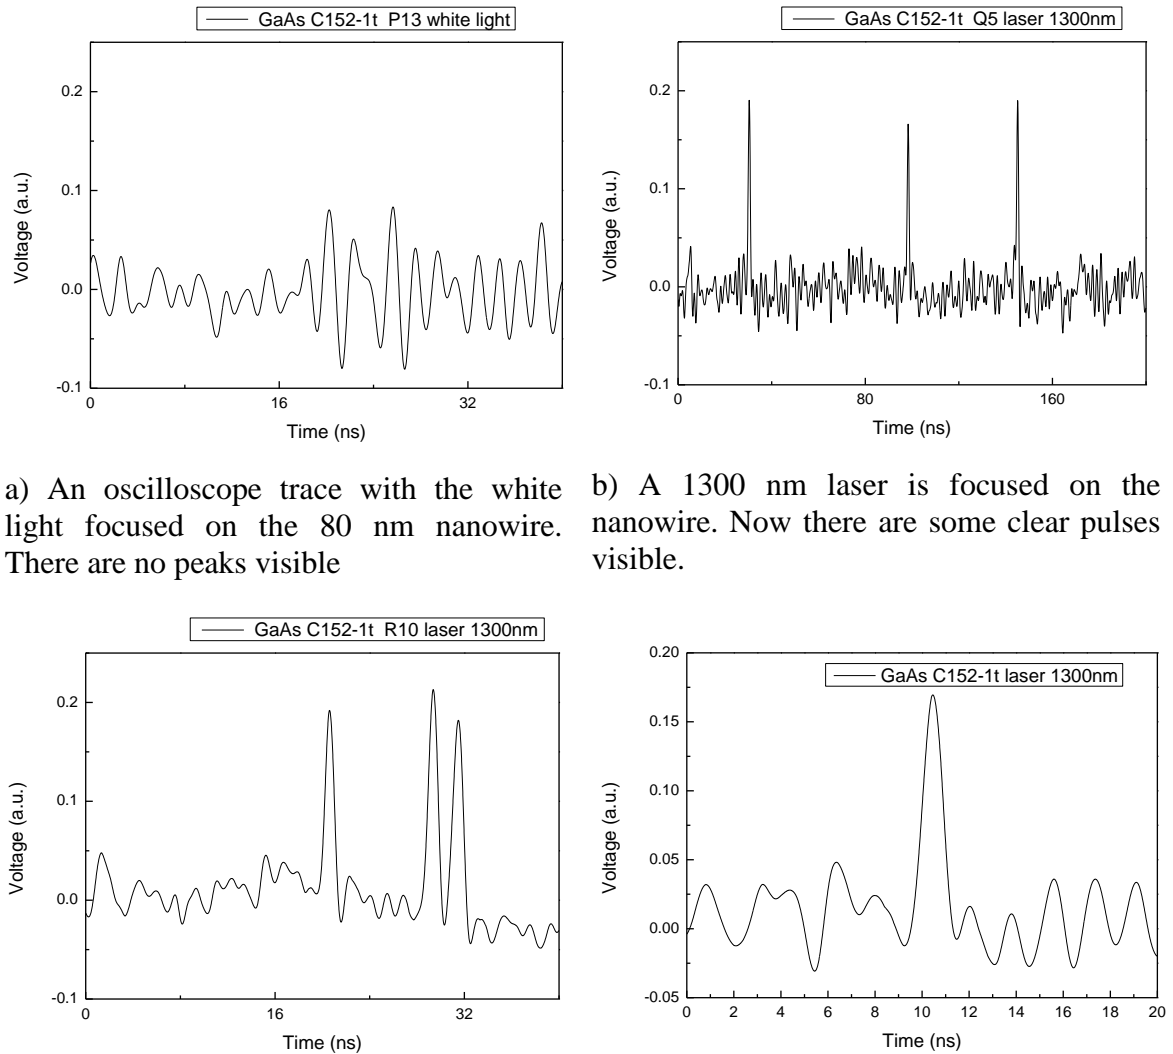 GaAs C152-1t P13 white light
0.2
0.1
0.0
-0.1
0
16
32
Voltage (a.u.)
Time (ns)
GaAs C152-1t Q5 laser 1300nm
0.2
0.1
0.0
-0.1
0
80
160
Voltage (a.u.)
Time (ns)
a) An oscilloscope trace with the white
light focused on the 80 nm nanowire.
There are no peaks visible
b) A 1300 nm laser is focused on the
nanowire. Now there are some clear pulses
visible.
GaAs C152-1t R10 laser 1300nm
0.2
0.1
0.0
-0.1
0
16
32
Voltage (a.u.)
Time (ns)
GaAs C152-1t laser 1300nm
0.20
0.15
0.10
0.05
0.00
-0.05
0 2 4 6 8 10 12 14 16 18 20
Voltage (a.u.)
Time (ns)